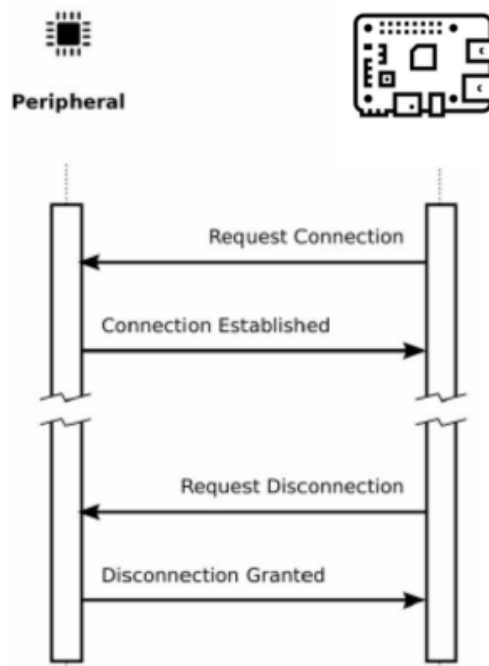 Peripheral
Request Connection
Connection Established
Request Disconnection
Disconnection Granted